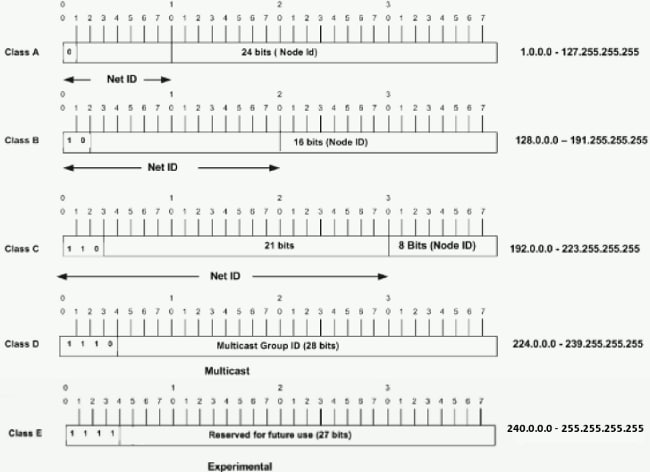 0 1 2 3
0 1 2 3 4 5 6 7 0 1 2 3 4 5 6 7 0 1 2 3 4 5 6 7 0 1 2 3 4 5 6 7
Class A 0 24 bits ( Node Id) 1.0.0.0 - 127.255.255.255
Net ID
0 1 2 3
0 1 2 3 4 5 6 7 0 1 2 3 4 5 6 7 0 1 2 3 4 5 6 7 0 1 2 3 4 5 6 7
Class B 1 0 16 bits (Node ID) 128.0.0.0 – 191.255.255.255
Net ID
0 1 2 3
0 1 2 3 4 5 6 7 0 1 2 3 4 5 6 7 0 1 2 3 4 5 6 7 0 1 2 3 4 5 6 7
Class C 1 1 0 21 bits 8 Bits (Node ID) 192.0.0.0 - 223.255.255.255
Net ID
0 1 2 3
0 1 2 3 4 5 6 7 0 1 2 3 4 5 6 7 0 1 2 3 4 5 6 7 0 1 2 3 4 5 6 7
Class D 1 1 1 0 Multicast Group ID (28 bits) 224.0.0.0 - 239.255.255.255
Multicast
0 1 2 3
0 1 2 3 4 5 6 7 0 1 2 3 4 5 6 7 0 1 2 3 4 5 6 7 0 1 2 3 4 5 6 7
Class E 1 1 1 1 Reserved for future use (27 bits) 240.0.0.0 - 255.255.255.255
Experimental